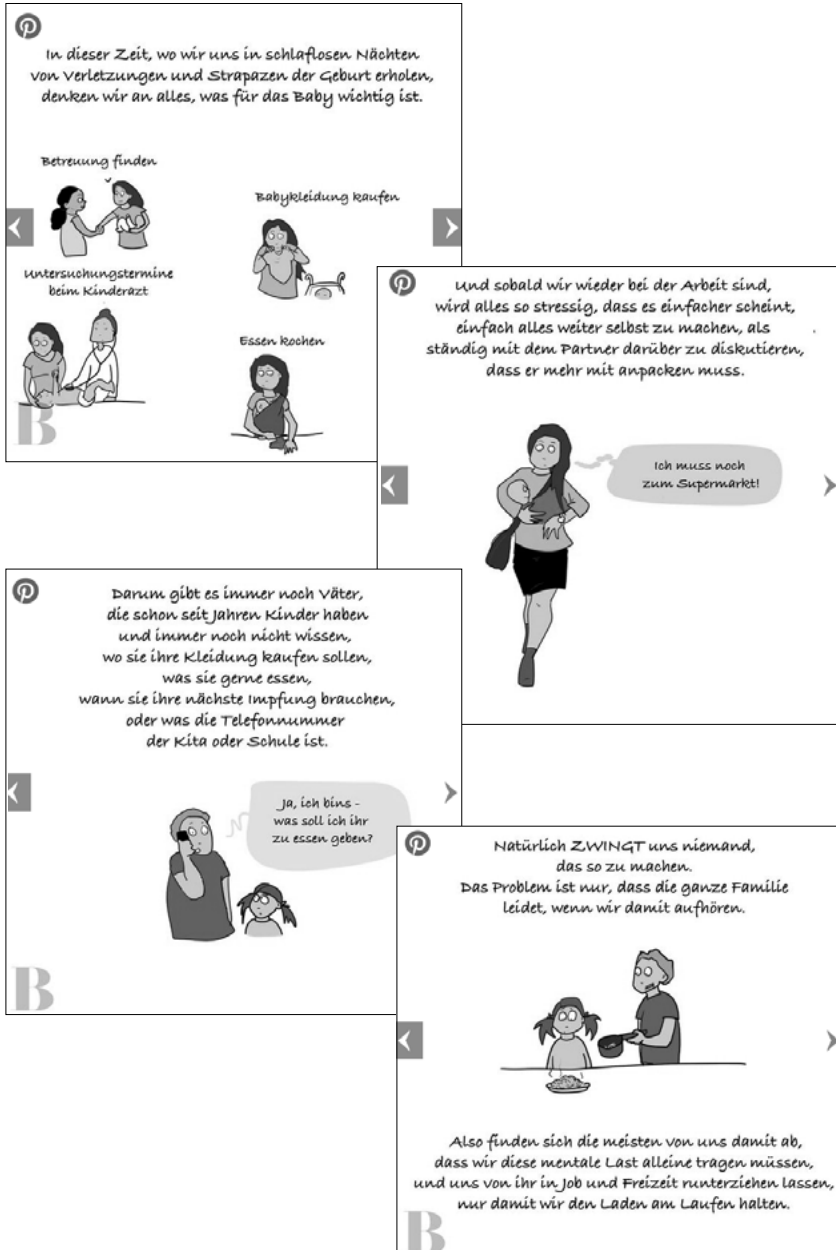 In dieser Zeit, wo wir uns in schlaflosen Nächten
von Verletzungen und Strapazen der Geburt erholen,
denken wir an alles, was für das Baby wichtig ist.
Betreuung finden
Babykleidung kaufen
Untersuchungstermine
beim Kinderazt
Essen kochen
B
Und sobald wir wieder bei der Arbeit sind,
wird alles so stressig, dass es einfacher scheint,
einfach alles weiter selbst zu machen, als
ständig mit dem Partner darüber zu diskutieren,
dass er mehr mit anpacken muss.
Ich muss noch
zum Supermarkt!
Darum gibt es immer noch Väter,
die schon seit Jahren Kinder haben
und immer noch nicht wissen,
wo sie ihre Kleidung kaufen sollen,
was sie gerne essen,
wann sie ihre nächste Impfung brauchen,
oder was die Telefonnummer
der Kita oder Schule ist.
Ja, ich bins -
was soll ich ihr
zu essen geben?
B
Natürlich ZWINGT uns niemand,
das so zu machen.
Das Problem ist nur, dass die ganze Familie
leidet, wenn wir damit aufhören.
Also finden sich die meisten von uns damit ab,
dass wir diese mentale Last alleine tragen müssen,
und uns von ihr in Job und Freizeit runterziehen lassen,
nur damit wir den Laden am Laufen halten.
B